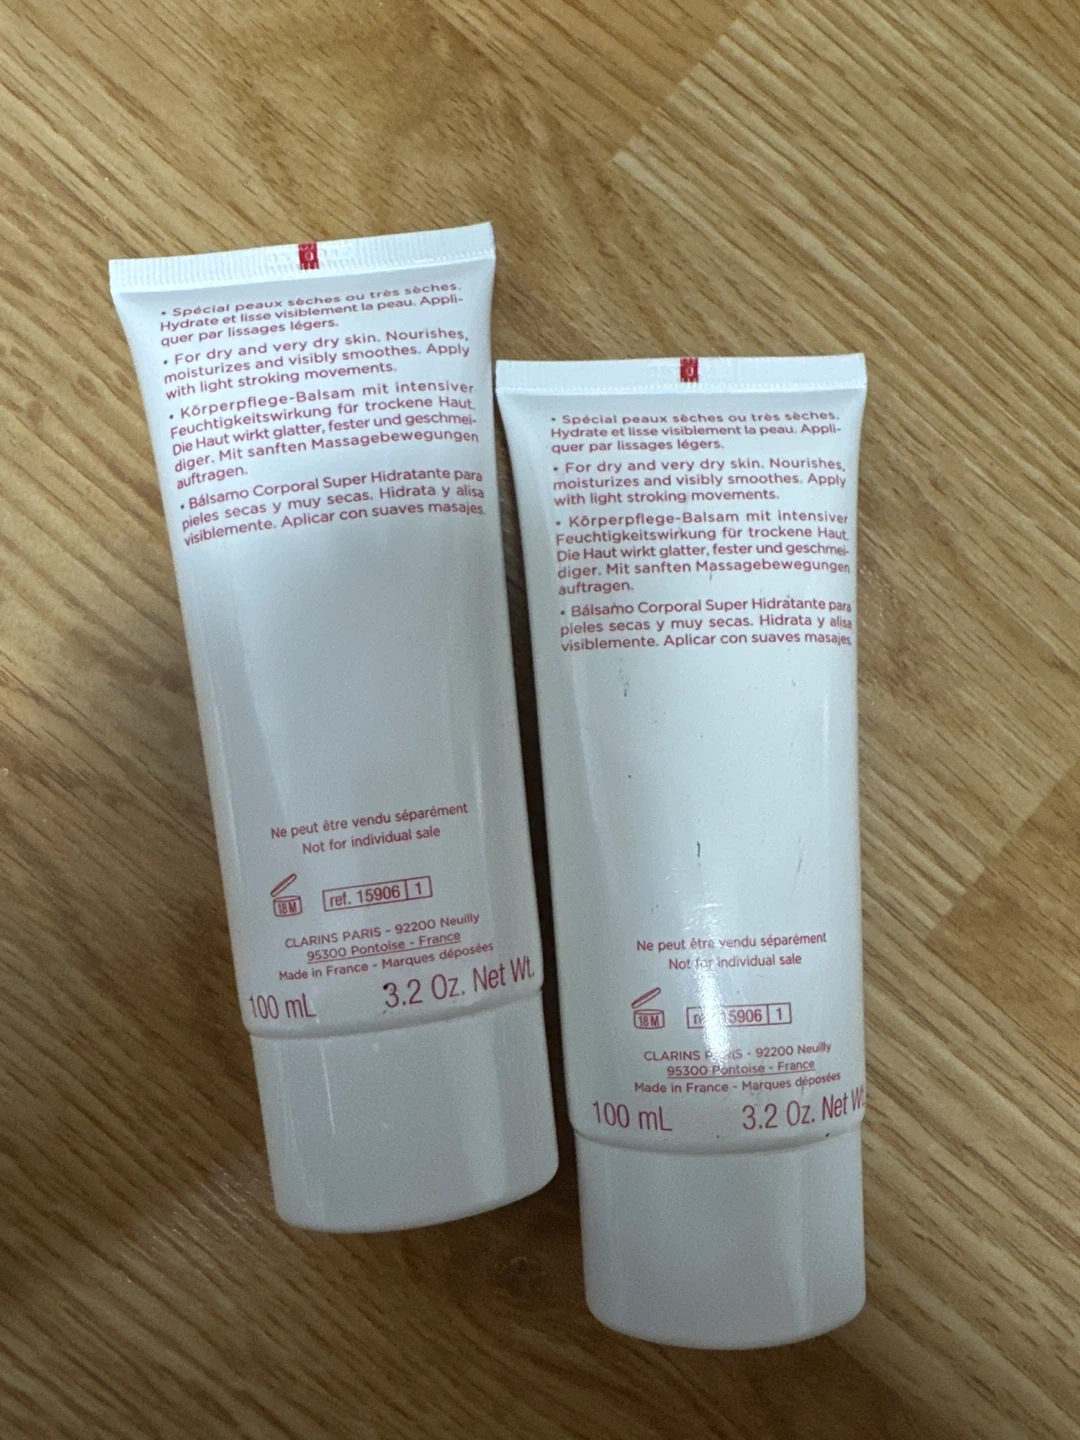 • Spécial peaux sèches ou très sèches.
Hydrate et lisse visiblement la peau. Appli-
quer par lissages légers.
• For dry and very dry skin. Nourishes,
moisturizes and visibly smoothes. Apply
with light stroking movements.
• Körperpflege-Balsam mit intensiver
Feuchtigkeitswirkung für trockene Haut.
Die Haut wirkt glatter, fester und geschmei-
diger. Mit sanften Massagebewegungen
auftragen.
• Bálsamo Corporal Super Hidratante para
pieles secas y muy secas. Hidrata y alisa
visiblemente. Aplicar con suaves masajes.
Ne peut être vendu séparément
Not for individual sale
18M
ref. 15906 1
CLARINS PARIS - 92200 Neuilly
95300 Pontoise - France
Made in France - Marques déposées
100 mL 3.2 Oz. Net Wt.
• Spécial peaux sèches ou très sèches.
Hydrate et lisse visiblement la peau. Appli-
quer par lissages légers.
• For dry and very dry skin. Nourishes,
moisturizes and visibly smoothes. Apply
with light stroking movements.
• Körperpflege-Balsam mit intensiver
Feuchtigkeitswirkung für trockene Haut.
Die Haut wirkt glatter, fester und geschmei-
diger. Mit sanften Massagebewegungen
auftragen.
• Bálsamo Corporal Super Hidratante para
pieles secas y muy secas. Hidrata y alisa
visiblemente. Aplicar con suaves masajes.
Ne peut être vendu séparément
Not for individual sale
18M
15906 1
CLARINS PARIS - 92200 Neuilly
95300 Pontoise - France
Made in France - Marques déposées
100 mL 3.2 Oz. Net Wt.